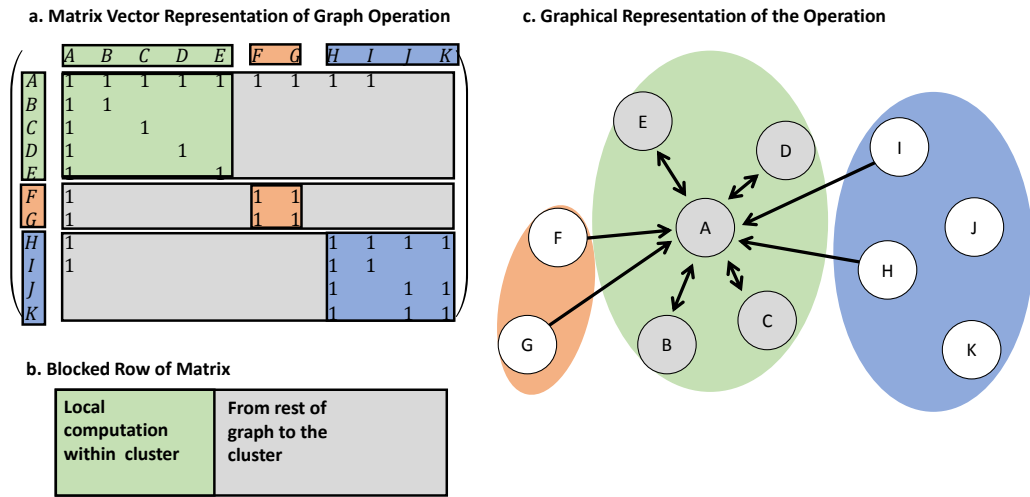 a. Matrix Vector Representation of Graph Operation
A B C D E F G H I J K
A 1 1 1 1 1 1 1 1 1
B 1 1
C 1 1
D 1 1
E 1 1
F 1 1 1
G 1 1 1
H 1 1 1 1 1
I 1 1 1
J 1 1 1
K 1 1 1
b. Blocked Row of Matrix
Local
computation
within cluster
From rest of
graph to the
cluster
c. Graphical Representation of the Operation
E
D
I
A
J
F
H
C
G
B
K